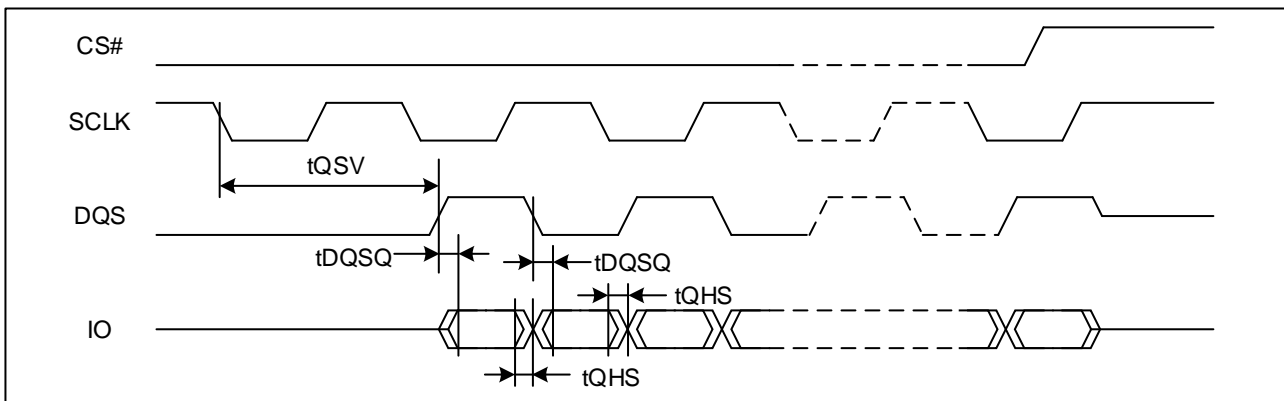 CS#
SCLK
tQSV
DQS
tDQSQ
tDQSQ
tQHS
IO
tQHS